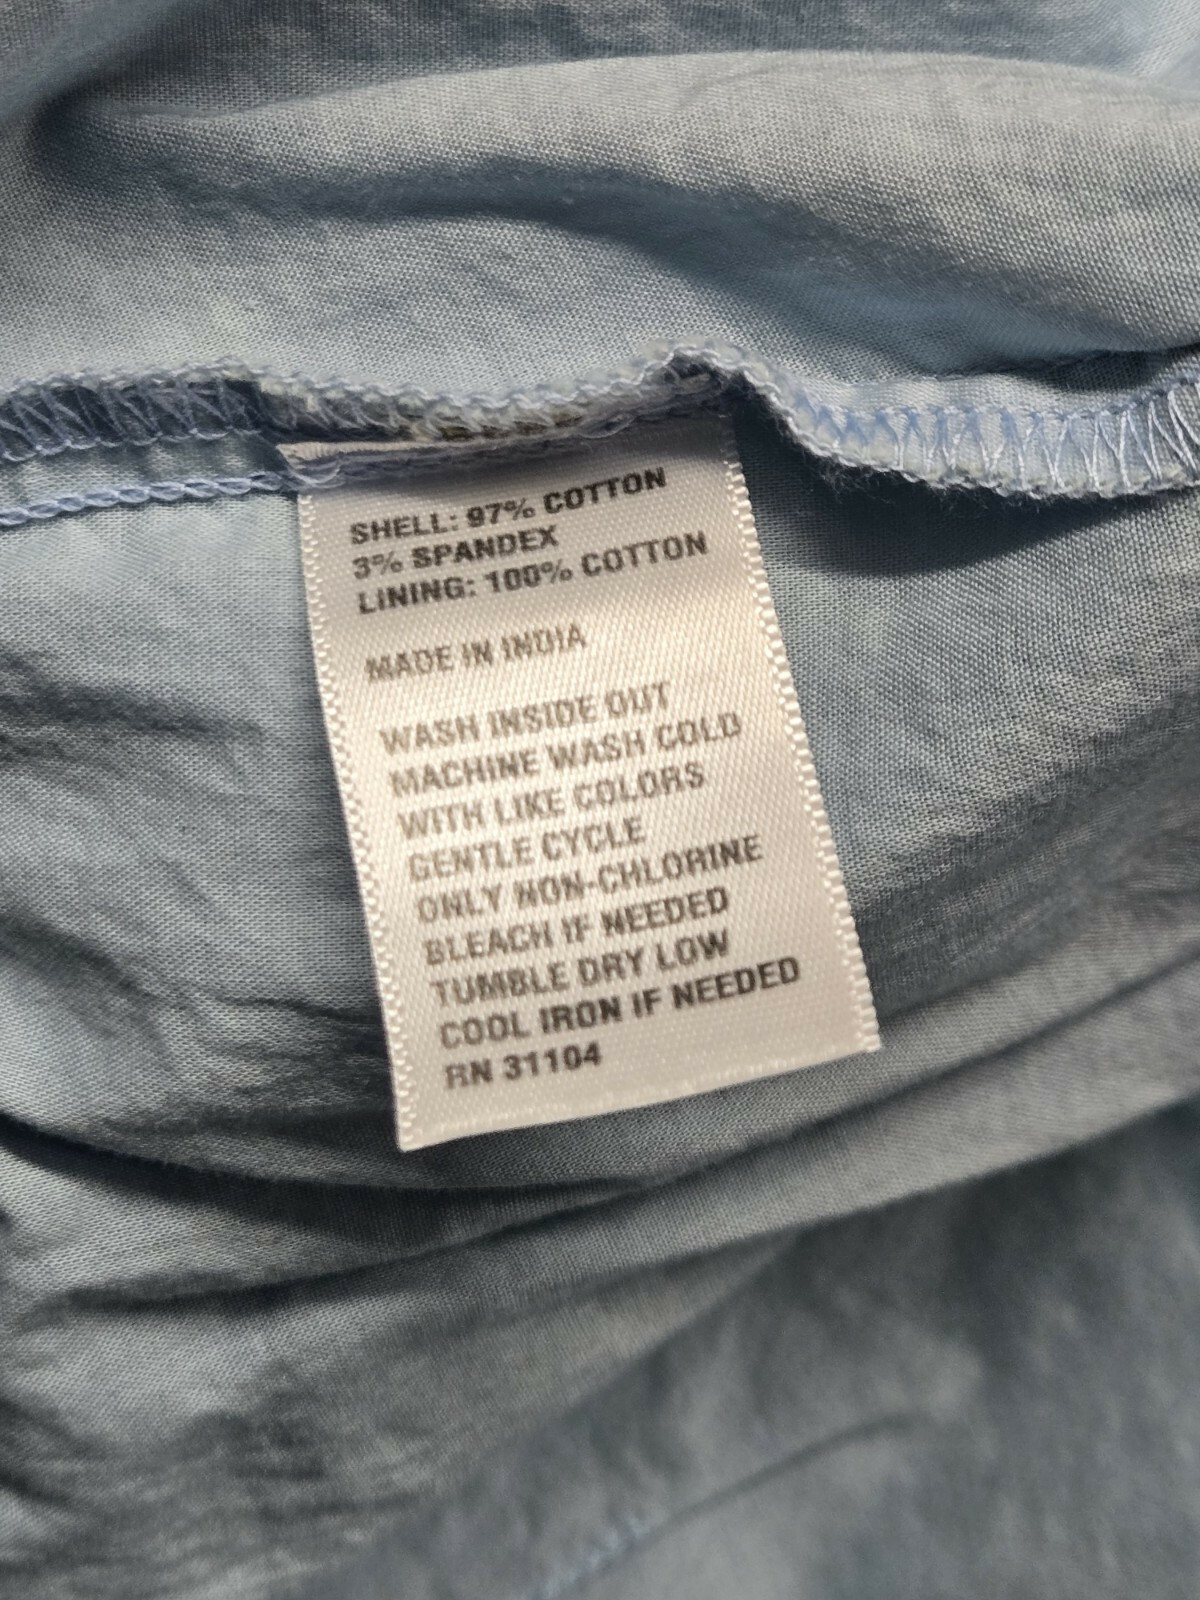 SHELL: 97% COTTON
3% SPANDEX
LINING: 100% COTTON
MADE IN INDIA
WASH INSIDE OUT
MACHINE WASH COLD
WITH LIKE COLORS
GENTLE CYCLE
ONLY NON-CHLORINE
BLEACH IF NEEDED
TUMBLE DRY LOW
COOL IRON IF NEEDED
RN 31104